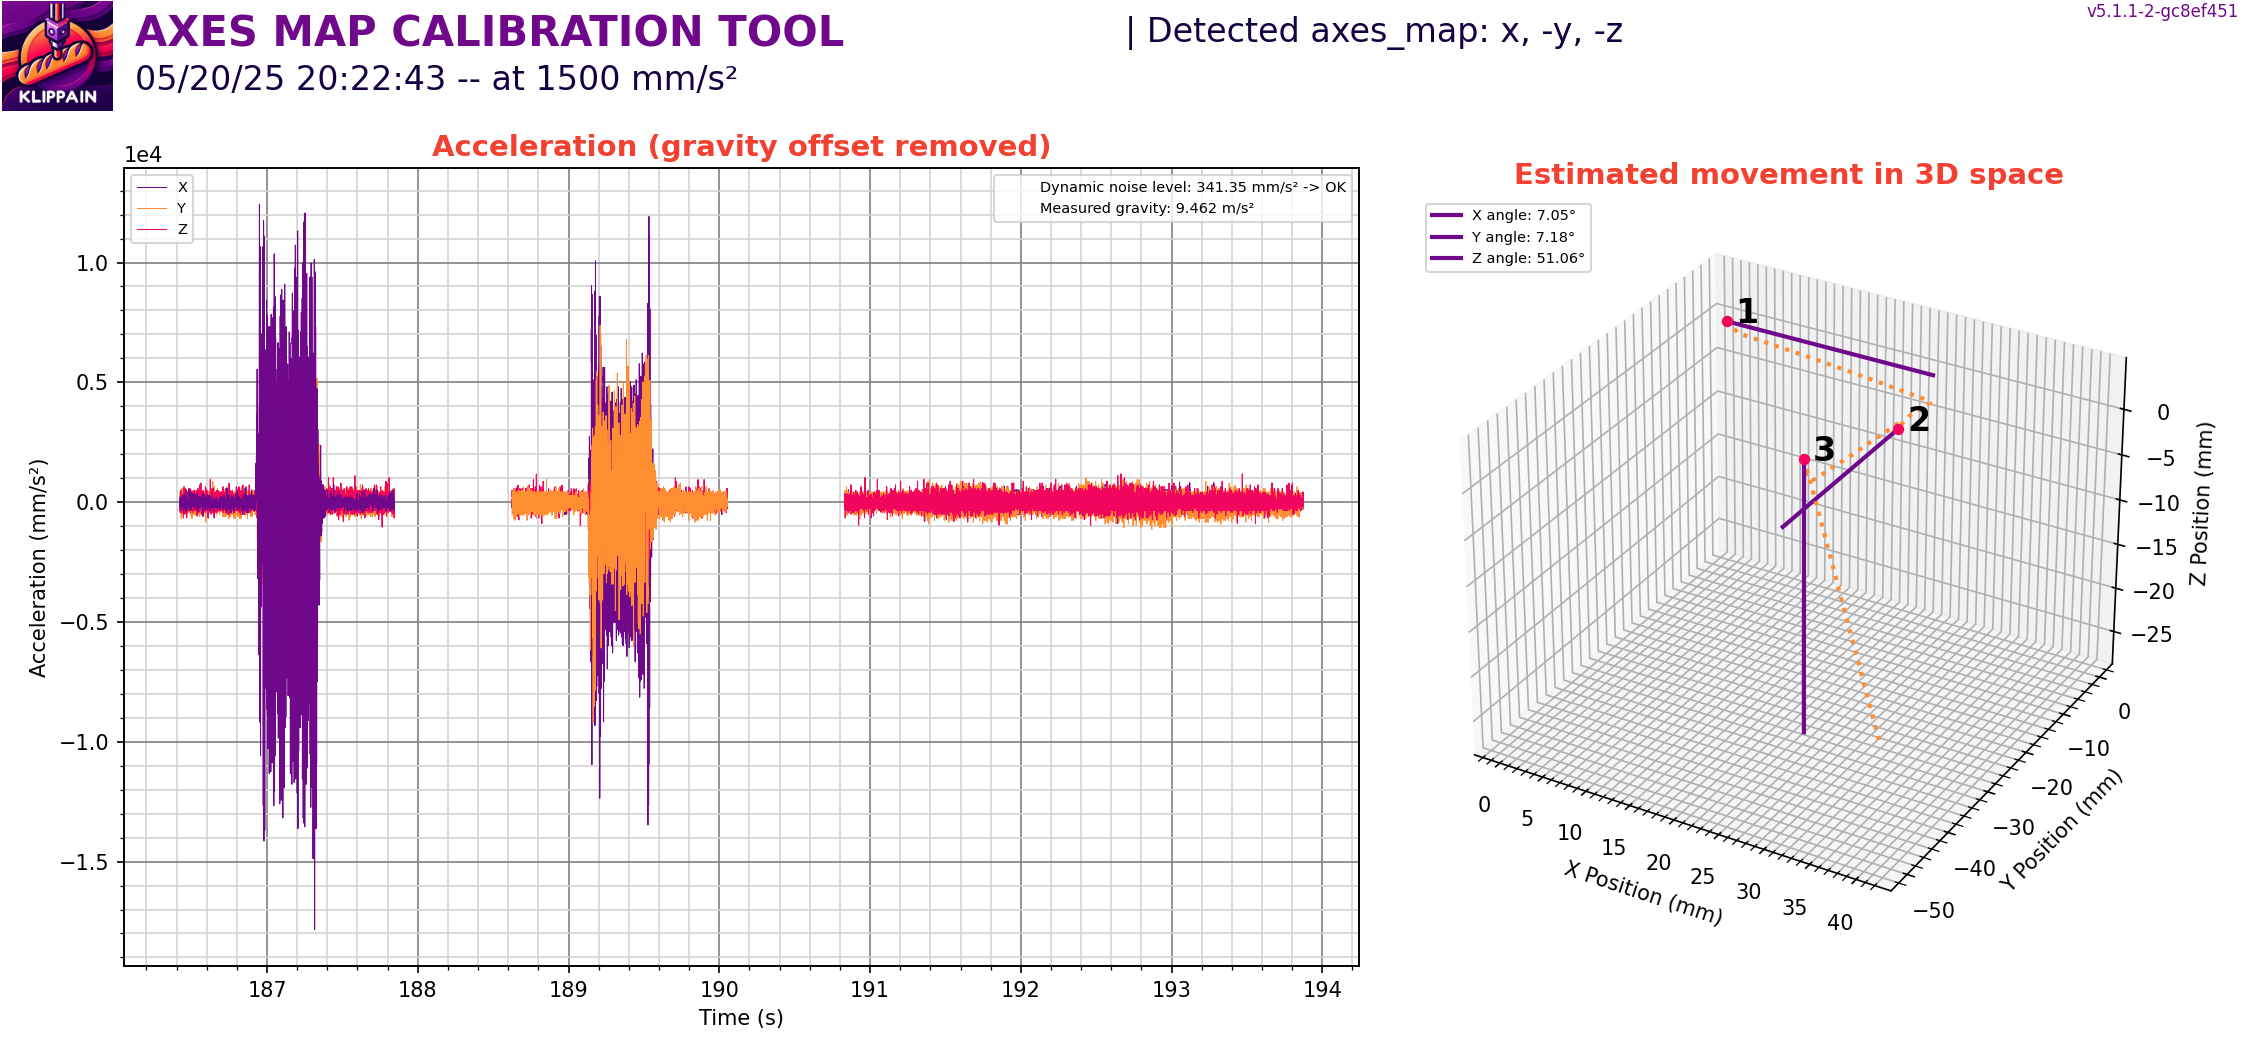 AXES MAP CALIBRATION TOOL
| Detected axes_map: x, -y, -z
v5.1.1-2-gc8ef451
05/20/25 20:22:43 -- at 1500 mm/s²
KLIPPAIN
Acceleration (gravity offset removed)
1e4
X
Y
Z
Dynamic noise level: 341.35 mm/s² -> OK
Measured gravity: 9.462 m/s²
1.0
0.5
0.0
−0.5
−1.0
−1.5
Acceleration (mm/s²)
187
188
189
190
191
192
193
194
Time (s)
Estimated movement in 3D space
X angle: 7.05°
Y angle: 7.18°
Z angle: 51.06°
1
2
3
0
−5
−10
−15
−20
−25
Z Position (mm)
0
−10
−20
−30
−40
−50
Y Position (mm)
0
5
10
15
20
25
30
35
40
X Position (mm)